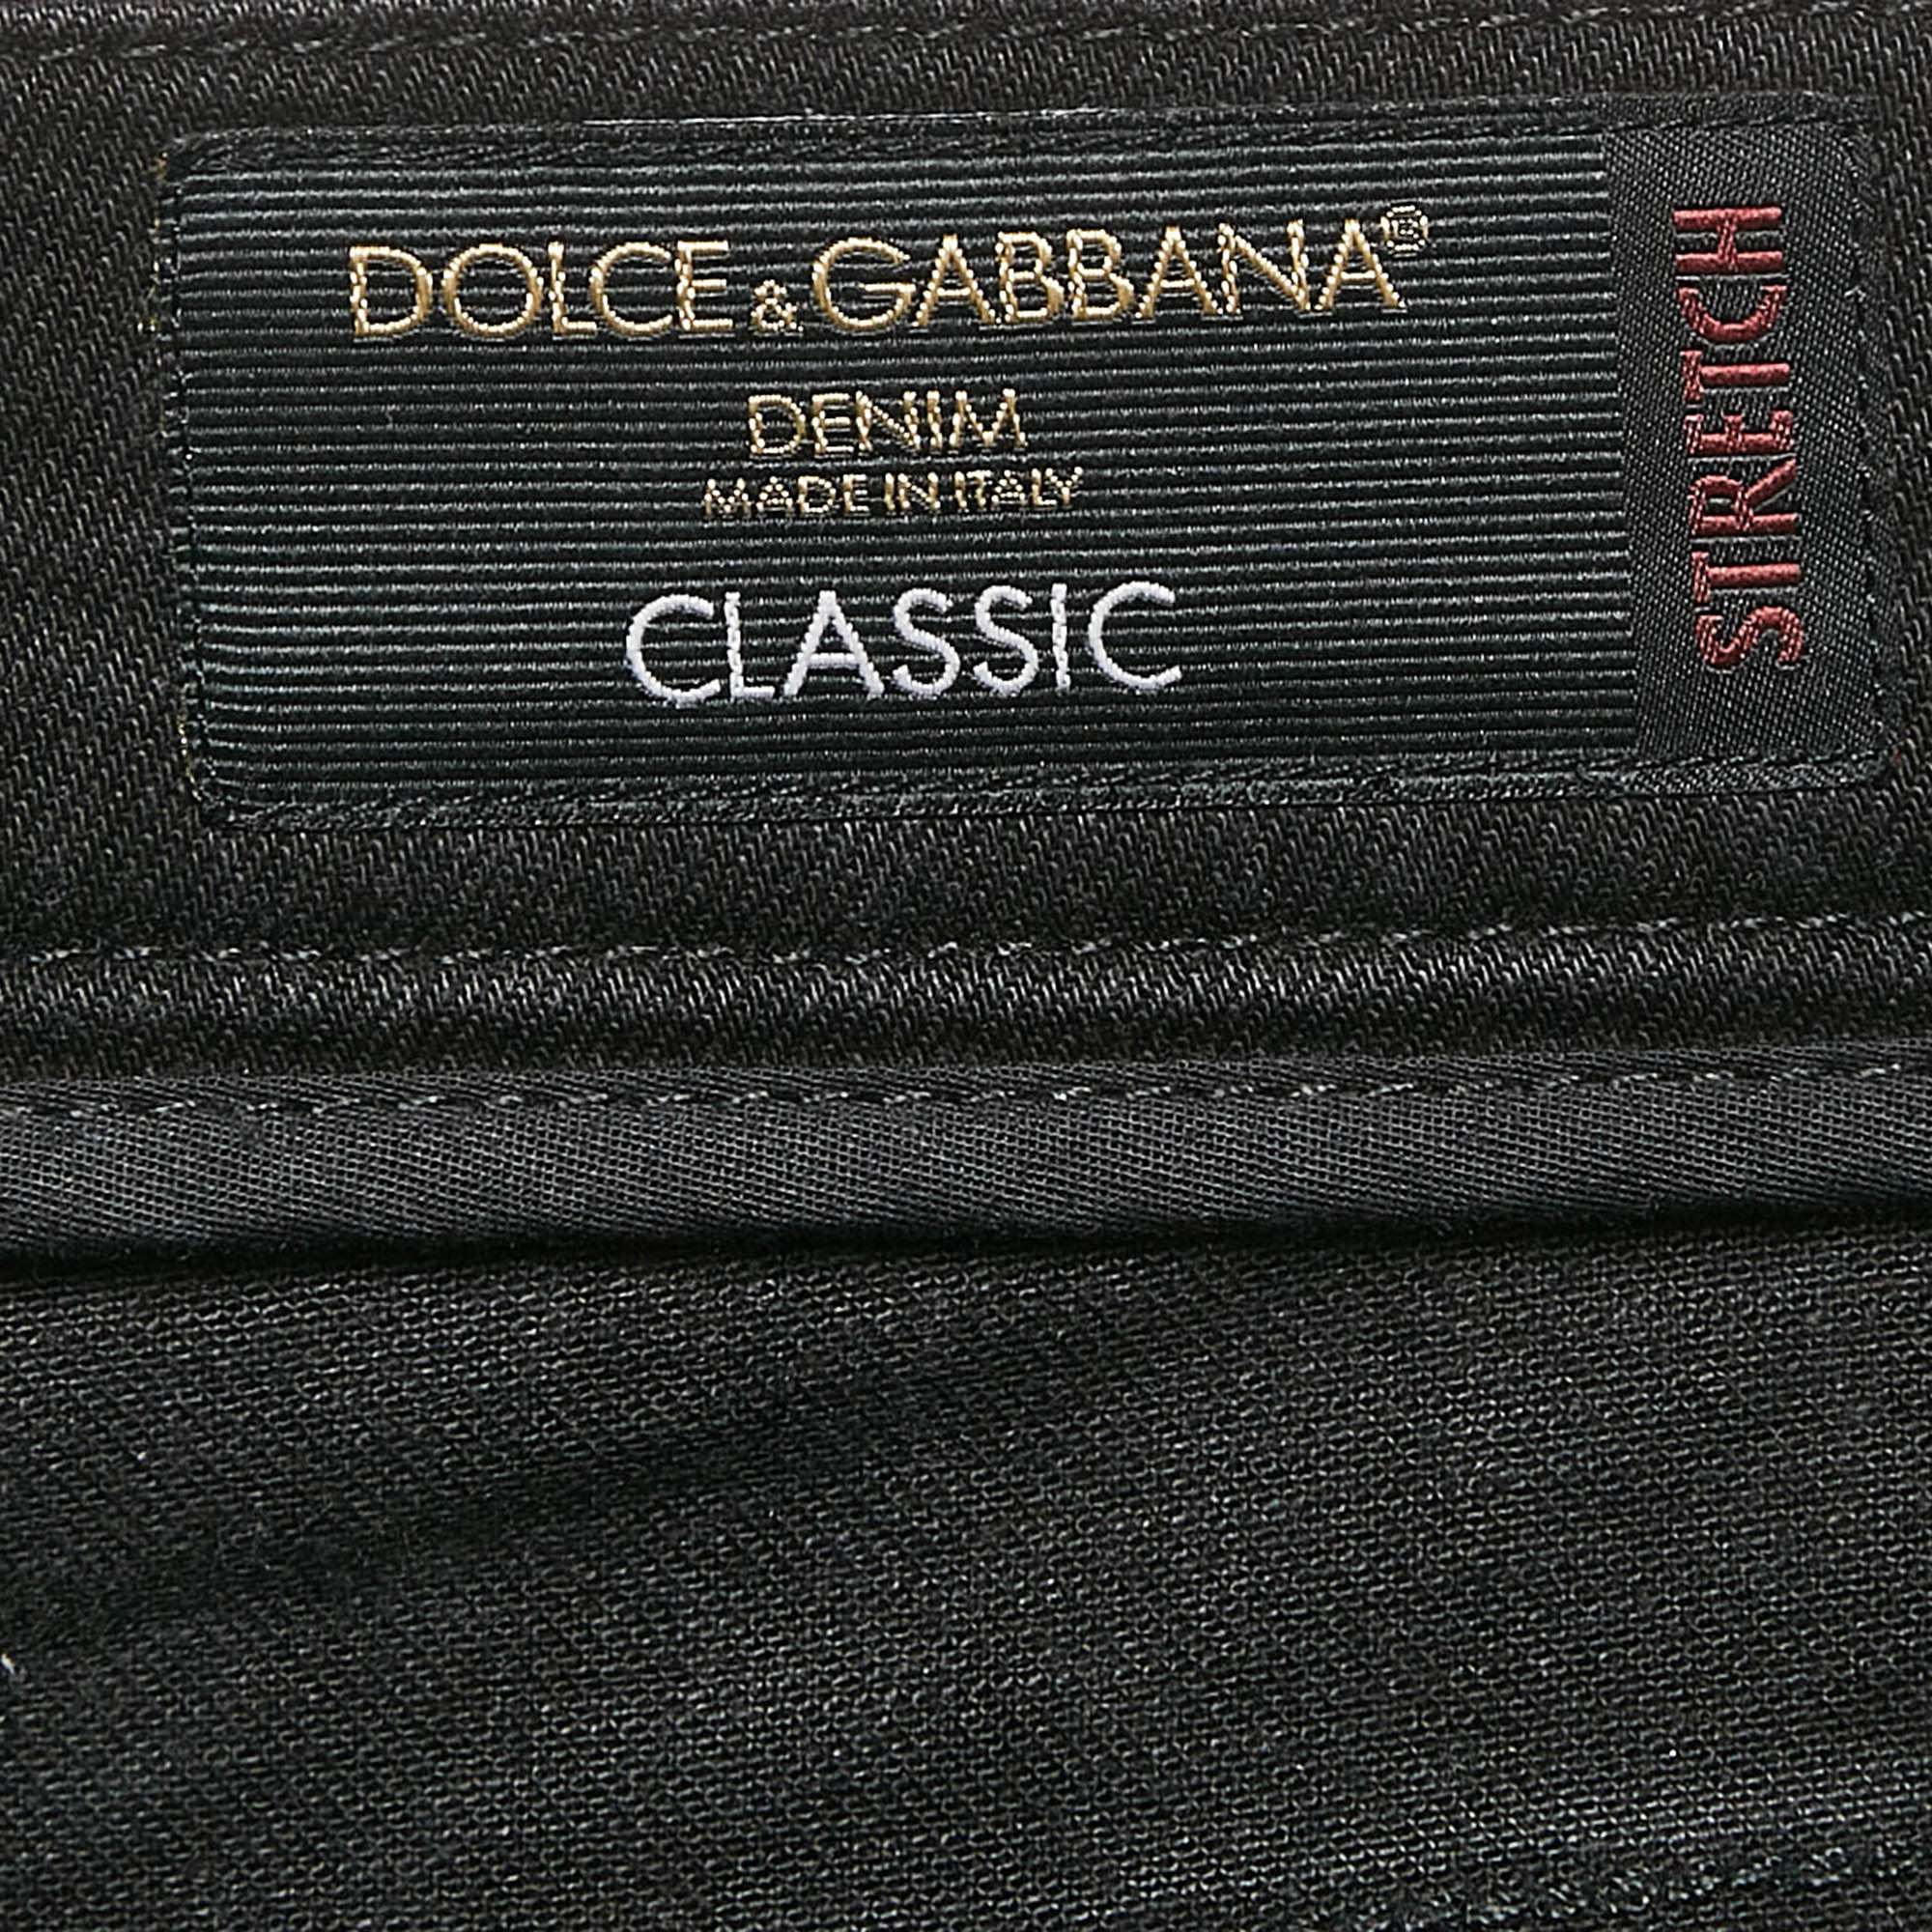 DOLCE & GABBANA®
DENIM
MADE IN ITALY
CLASSIC
STRETCH